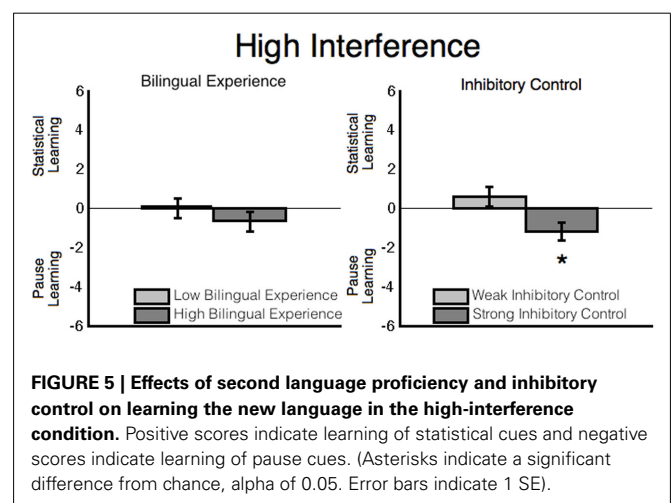 High Interference
Bilingual Experience
6
4
2
0
-2
-4
-6
Statistical
Learning
Pause
Learning
Low Bilingual Experience
High Bilingual Experience
Inhibitory Control
6
4
2
0
-2
-4
-6
Statistical
Learning
Pause
Learning
*
Weak Inhibitory Control
Strong Inhibitory Control
FIGURE 5 | Effects of second language proficiency and inhibitory
control on learning the new language in the high-interference
condition. Positive scores indicate learning of statistical cues and negative
scores indicate learning of pause cues. (Asterisks indicate a significant
difference from chance, alpha of 0.05. Error bars indicate 1 SE).